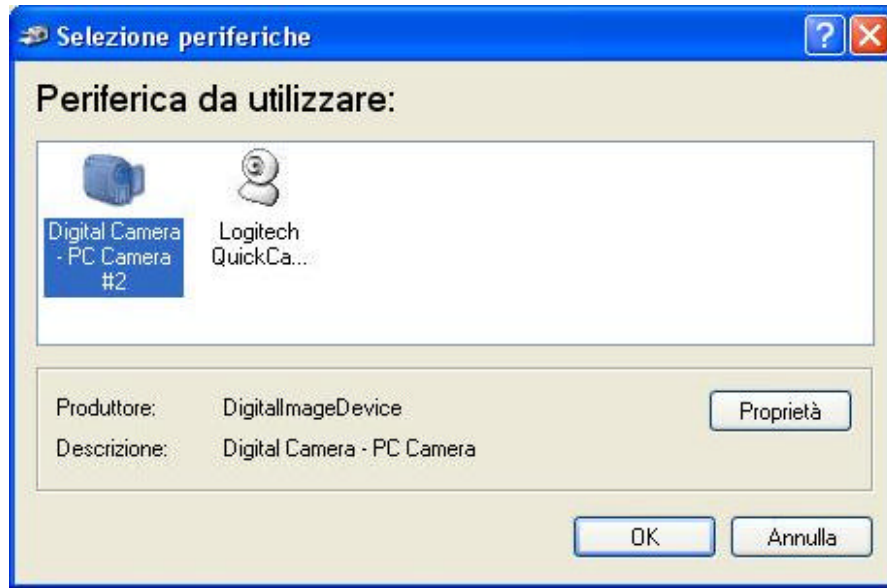 Selezione periferiche
Periferica da utilizzare:
Digital Camera
- PC Camera
#2
Logitech
QuickCa...
Produttore: DigitalImageDevice
Proprietà
Descrizione: Digital Camera - PC Camera
OK Annulla